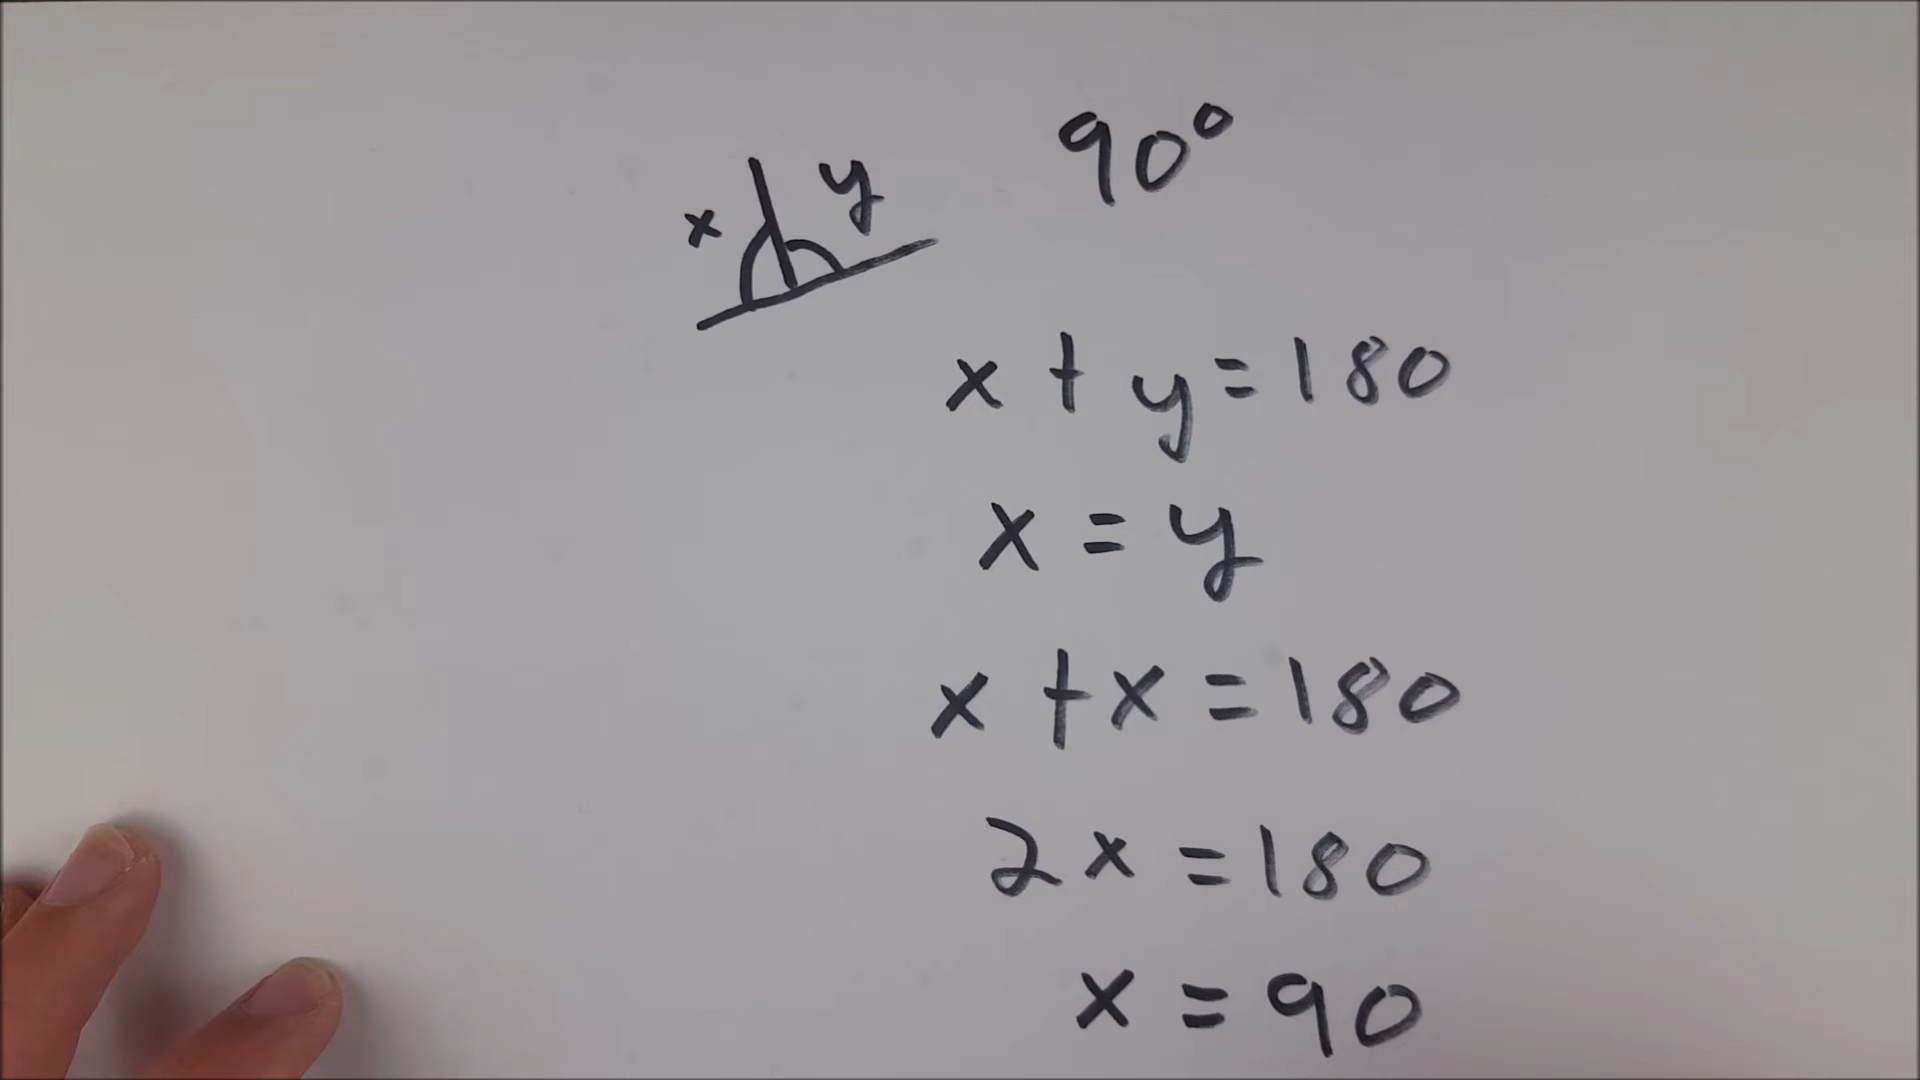 90°
x y
x + y = 180
x = y
x + x = 180
2x = 180
x = 90